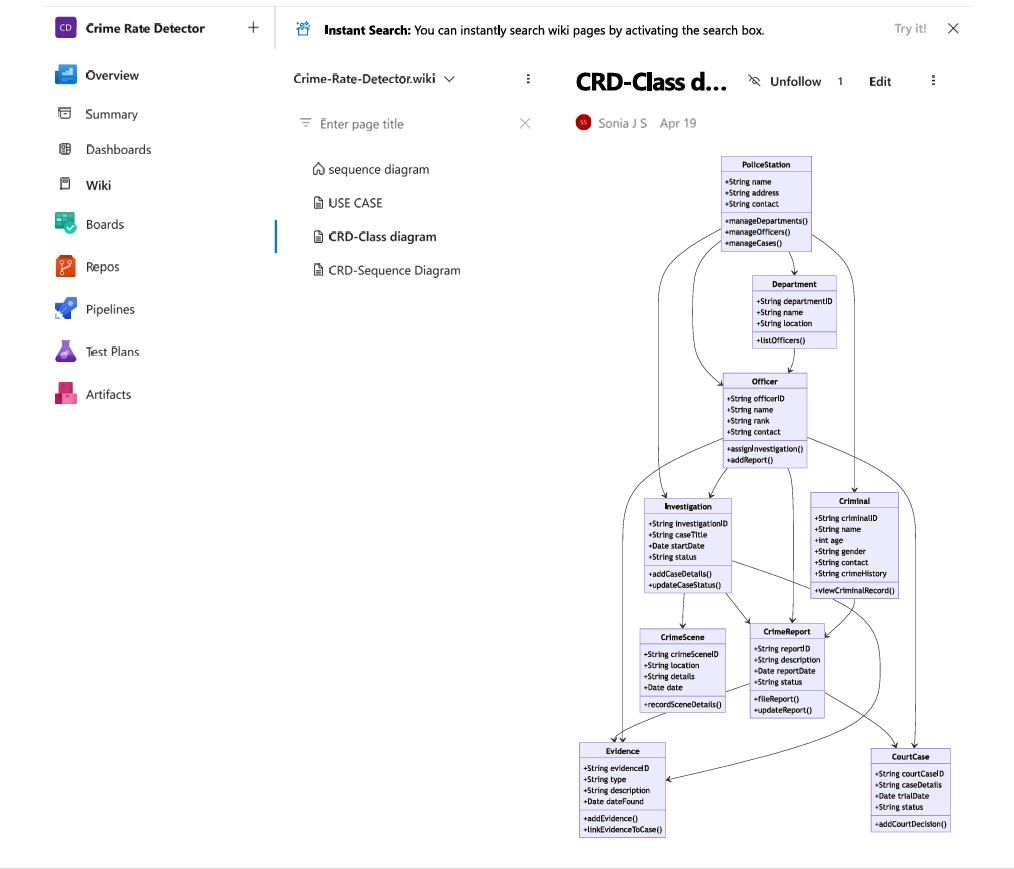 CD Crime Rate Detector +
Overview
Summary
Dashboards
Wiki
Boards
Repos
Pipelines
Test Plans
Artifacts
Instant Search: You can instantly search wiki pages by activating the search box.
Try it!
Crime-Rate-Detector.wiki
Enter page title
sequence diagram
USE CASE
CRD-Class diagram
CRD-Sequence Diagram
CRD-Class d...
Unfollow 1 Edit
SS Sonia J S Apr 19
PoliceStation
+String name
+String address
+String contact
+manageDepartments()
+manageOfficers()
+manageCases()
Department
+String departmentID
+String name
+String location
+listOfficers()
Officer
+String officerID
+String name
+String rank
+String contact
+assignInvestigation()
+addReport()
Investigation
+String investigationID
+String caseTitle
+Date startDate
+String status
+addCaseDetails()
+updateCaseStatus()
Criminal
+String criminalID
+String name
+int age
+String gender
+String contact
+String crimeHistory
+viewCriminalRecord()
CrimeScene
+String crimeSceneID
+String location
+String details
+Date date
+recordSceneDetails()
CrimeReport
+String reportID
+String description
+Date reportDate
+String status
+fileReport()
+updateReport()
Evidence
+String evidenceID
+String type
+String description
+Date dateFound
+addEvidence()
+linkEvidenceToCase()
CourtCase
+String courtCaseID
+String caseDetails
+Date trialDate
+String status
+addCourtDecision()